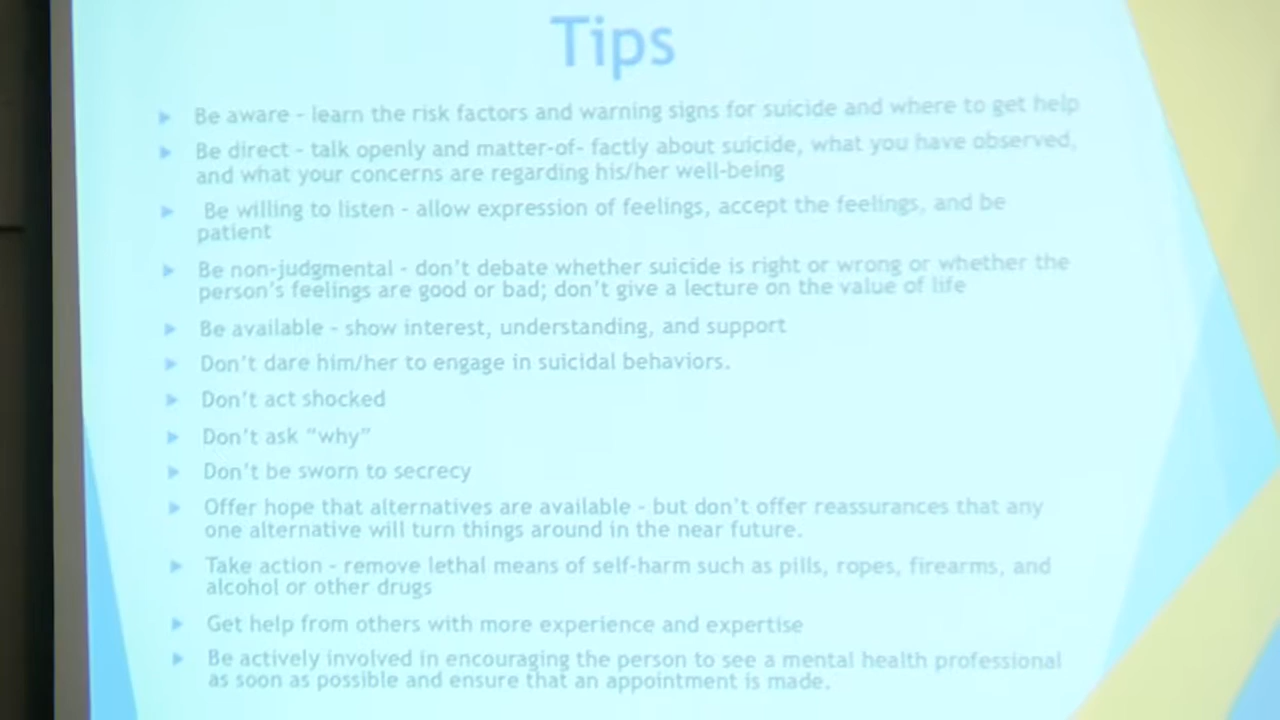 Tips
Be aware - learn the risk factors and warning signs for suicide and where to get help
Be direct - talk openly and matter-of- factly about suicide, what you have observed,
and what your concerns are regarding his/her well-being
Be willing to listen - allow expression of feelings, accept the feelings, and be
patient
Be non-judgmental - don't debate whether suicide is right or wrong or whether the
person's feelings are good or bad; don't give a lecture on the value of life
Be available - show interest, understanding, and support
Don't dare him/her to engage in suicidal behaviors.
Don't act shocked
Don't ask "why"
Don't be sworn to secrecy
Offer hope that alternatives are available - but don't offer reassurances that any
one alternative will turn things around in the near future.
Take action - remove lethal means of self-harm such as pills, ropes, firearms, and
alcohol or other drugs
Get help from others with more experience and expertise
Be actively involved in encouraging the person to see a mental health professional
as soon as possible and ensure that an appointment is made.